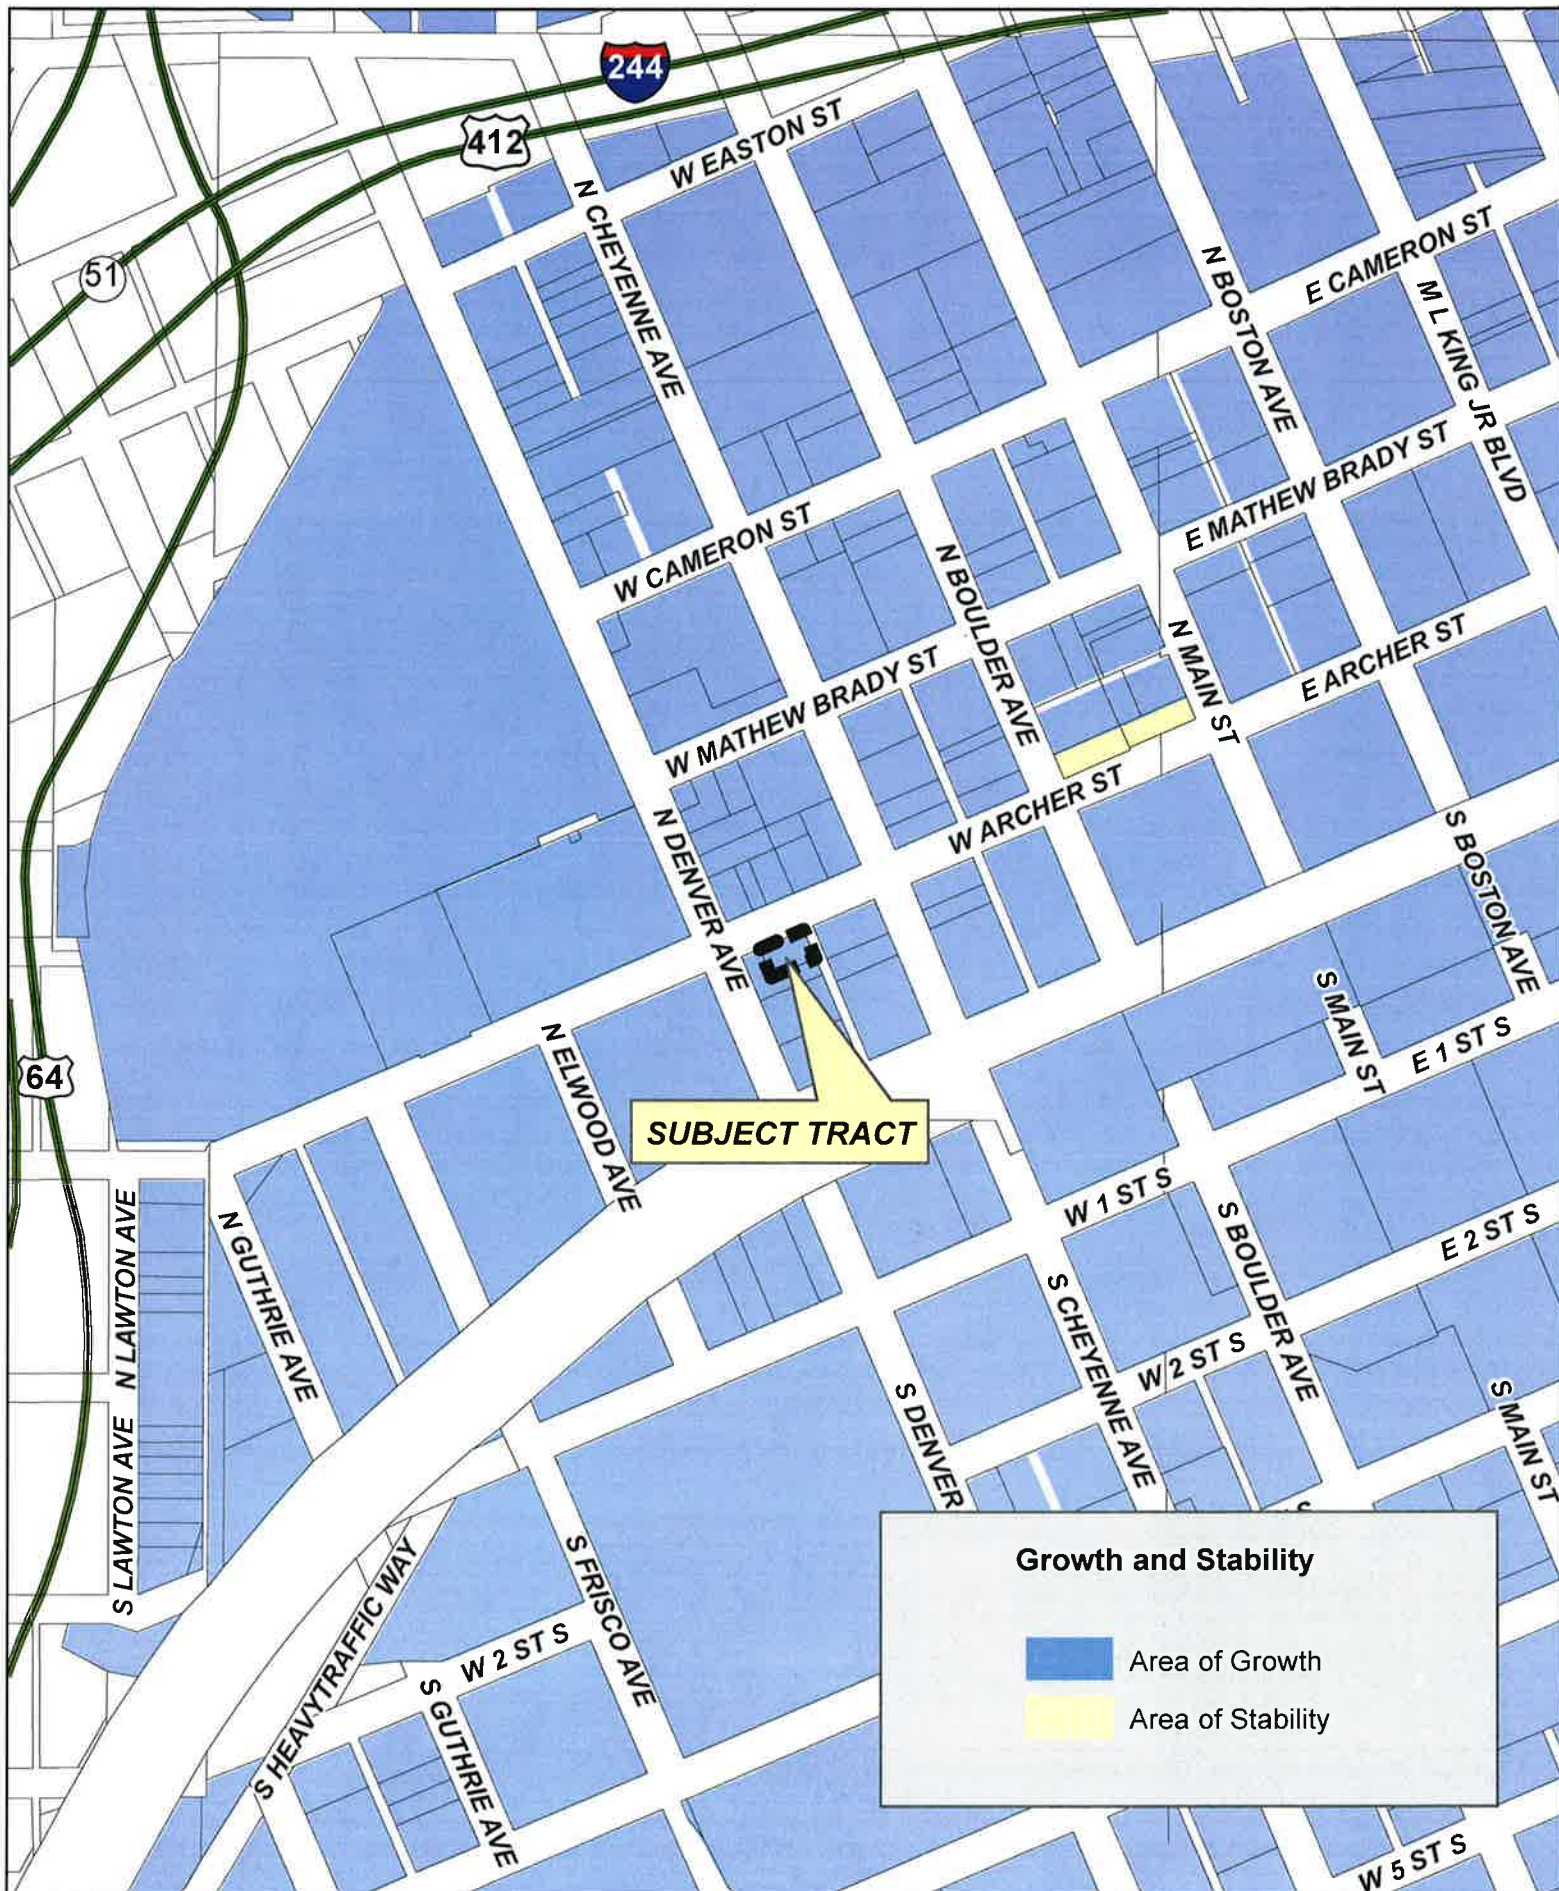 244
412
W EASTON ST
N CHEYENNE AVE
51
E CAMERON ST
N BOSTON AVE
M L KING JR BLVD
E MATHEW BRADY ST
W CAMERON ST
N BOULDER AVE
N MAIN ST
E ARCHER ST
W MATHEW BRADY ST
W ARCHER ST
N DENVER AVE
S BOSTON AVE
S MAIN ST
E 1 ST S
64
N ELWOOD AVE
SUBJECT TRACT
W 1 ST S
S BOULDER AVE
E 2 ST S
N LAWTON AVE
N GUTHRIE AVE
S CHEYENNE AVE
W 2 ST S
S DENVER
S MAIN ST
S LAWTON AVE
S HEAVYTRAFFIC WAY
S FRISCO AVE
W 2 ST S
S GUTHRIE AVE
Growth and Stability
Area of Growth
Area of Stability
W 5 ST S